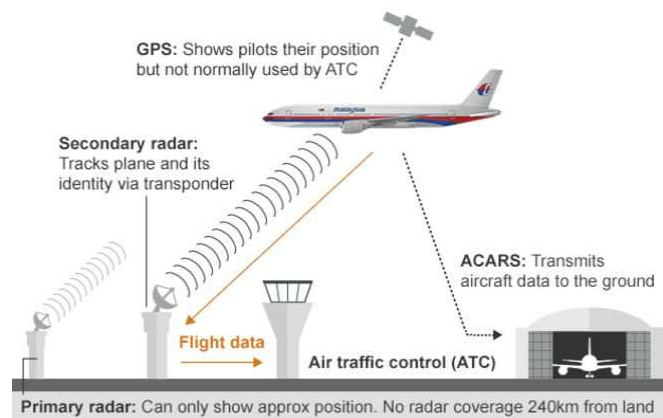 GPS: Shows pilots their position
but not normally used by ATC
malaysia
Secondary radar:
Tracks plane and its
identity via transponder
ACARS: Transmits
aircraft data to the ground
Flight data
Air traffic control (ATC)
Primary radar: Can only show approx position. No radar coverage 240km from land